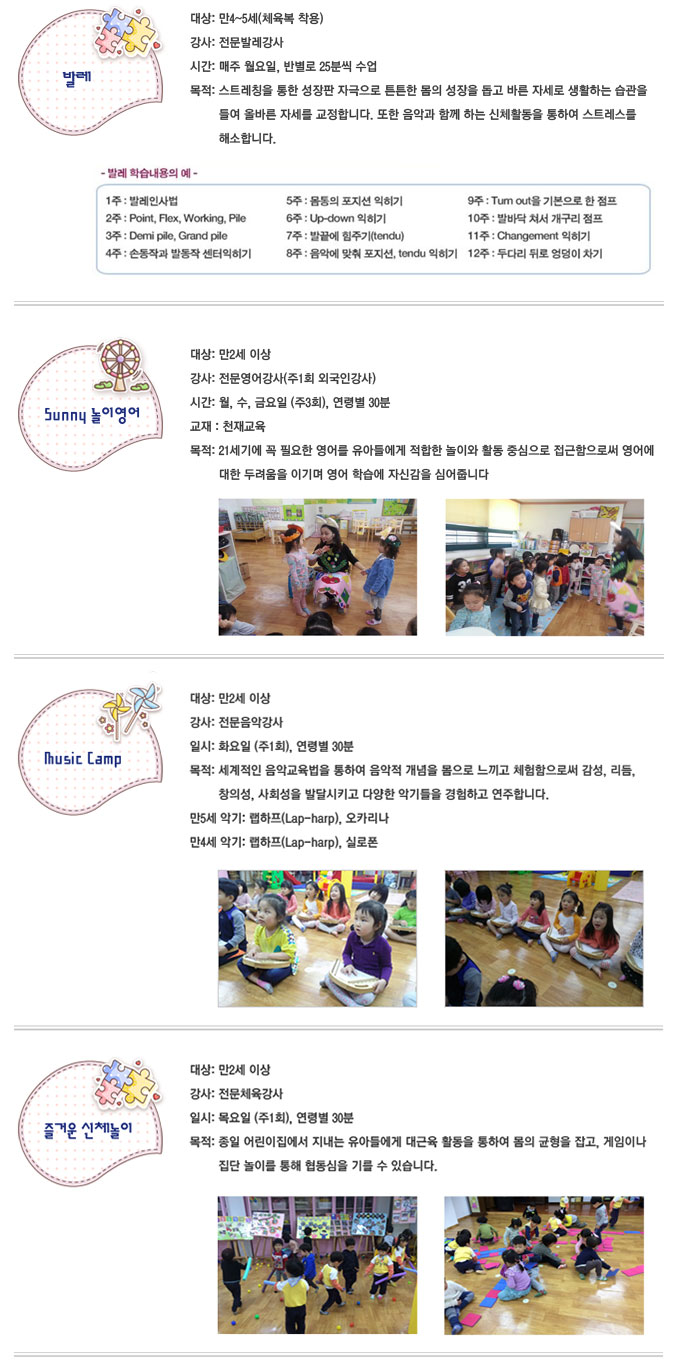 발레
대상: 만4~5세(체육복 착용)
강사: 전문발레강사
시간: 매주 월요일, 반별로 25분씩 수업
목적: 스트레칭을 통한 성장판 자극으로 튼튼한 몸의 성장을 돕고 바른 자세로 생활하는 습관을
들여 올바른 자세를 교정합니다. 또한 음악과 함께 하는 신체활동을 통하여 스트레스를
해소합니다.
- 발레 학습내용의 예 -
1주 : 발레인사법
2주 : Point, Flex, Working, Pile
3주 : Demi pile, Grand pile
4주 : 손동작과 발동작 센터익히기
5주 : 몸통의 포지션 익히기
6주 : Up-down 익히기
7주 : 발끝에 힘주기(tendu)
8주 : 음악에 맞춰 포지션, tendu 익히기
9주 : Turn out을 기본으로 한 점프
10주 : 발바닥 쳐서 개구리 점프
11주 : Changement 익히기
12주 : 두다리 뒤로 엉덩이 차기
Sunny 놀이영어
대상: 만2세 이상
강사: 전문영어강사(주1회 외국인강사)
시간: 월, 수, 금요일 (주3회), 연령별 30분
교재 : 천재교육
목적: 21세기에 꼭 필요한 영어를 유아들에게 적합한 놀이와 활동 중심으로 접근함으로써 영어에
대한 두려움을 이기며 영어 학습에 자신감을 심어줍니다
Music Camp
대상: 만2세 이상
강사: 전문음악강사
일시: 화요일 (주1회), 연령별 30분
목적: 세계적인 음악교육법을 통하여 음악적 개념을 몸으로 느끼고 체험함으로써 감성, 리듬,
창의성, 사회성을 발달시키고 다양한 악기들을 경험하고 연주합니다.
만5세 악기: 랩하프(Lap-harp), 오카리나
만4세 악기: 랩하프(Lap-harp), 실로폰
즐거운 신체놀이
대상: 만2세 이상
강사: 전문체육강사
일시: 목요일 (주1회), 연령별 30분
목적: 종일 어린이집에서 지내는 유아들에게 대근육 활동을 통하여 몸의 균형을 잡고, 게임이나
집단 놀이를 통해 협동심을 기를 수 있습니다.